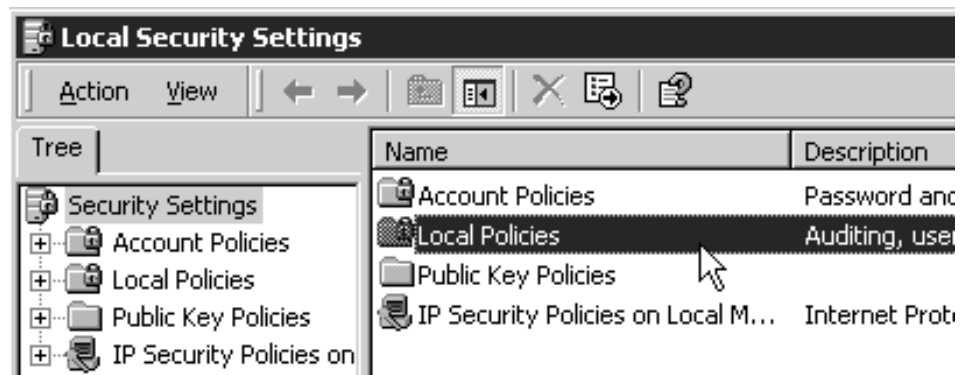 Local Security Settings
Action View
Tree
Security Settings
Account Policies
Local Policies
Public Key Policies
IP Security Policies on
Name Description
Account Policies Password and
Local Policies Auditing, user
Public Key Policies
IP Security Policies on Local M... Internet Prot